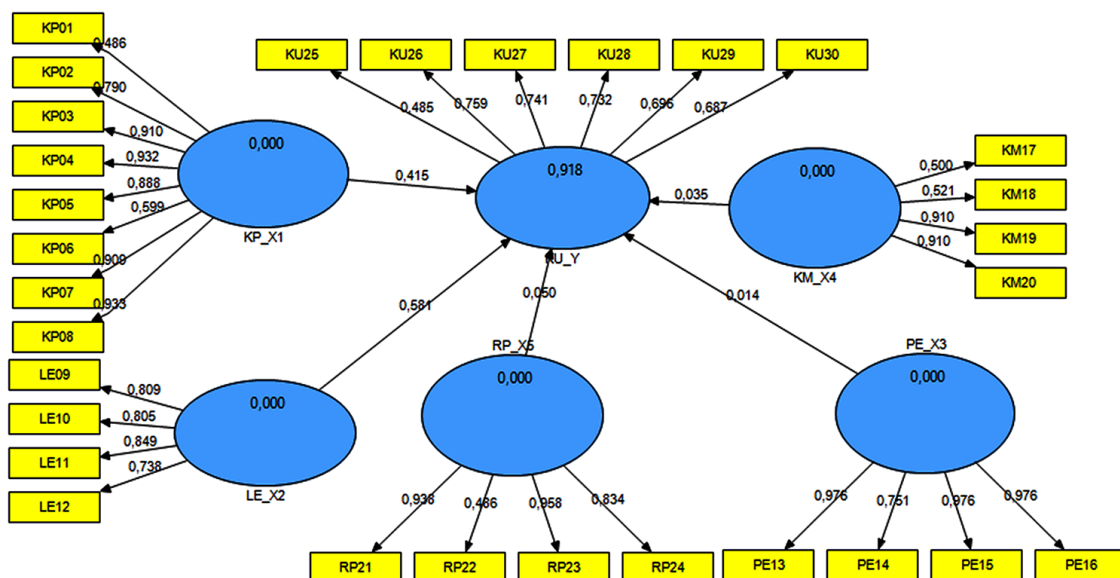 KP01
KP02
KP03
KP04
KP05
KP06
KP07
KP08
0,486
0,790
0,910
0,932
0,888
0,599
0,909
0,933
0,000
KP_X1
KU25
KU26
KU27
KU28
KU29
KU30
0,485
0,759
0,741
0,732
0,696
0,687
0,918
KU_Y
0,415
0,035
0,581
0,050
0,014
0,000
KM_X4
KM17
KM18
KM19
KM20
0,500
0,521
0,910
0,910
LE09
LE10
LE11
LE12
0,809
0,805
0,849
0,738
0,000
LE_X2
RP_X5
0,000
0,938
0,486
0,958
0,834
RP21
RP22
RP23
RP24
PE_X3
0,000
0,976
0,751
0,976
0,976
PE13
PE14
PE15
PE16